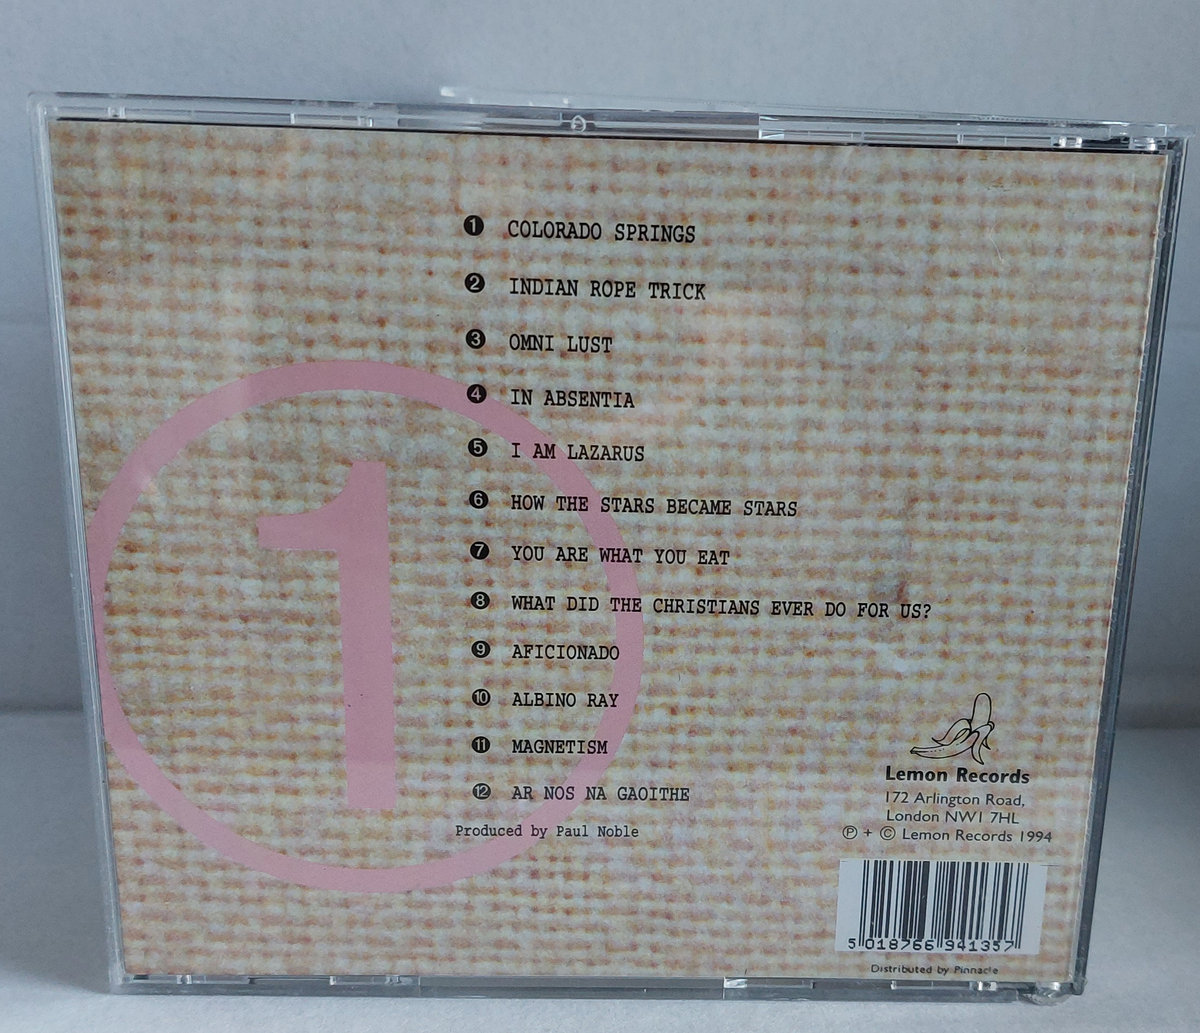 1 COLORADO SPRINGS
2 INDIAN ROPE TRICK
3 OMNI LUST
4 IN ABSENTIA
5 I AM LAZARUS
6 HOW THE STARS BECAME STARS
7 YOU ARE WHAT YOU EAT
8 WHAT DID THE CHRISTIANS EVER DO FOR US?
9 AFICIONADO
10 ALBINO RAY
11 MAGNETISM
12 AR NOS NA GAOITHE
Produced by Paul Noble
1
Lemon Records
172 Arlington Road,
London NW1 7HL
℗ + © Lemon Records 1994
5 018766 941357
Distributed by Pinnacle